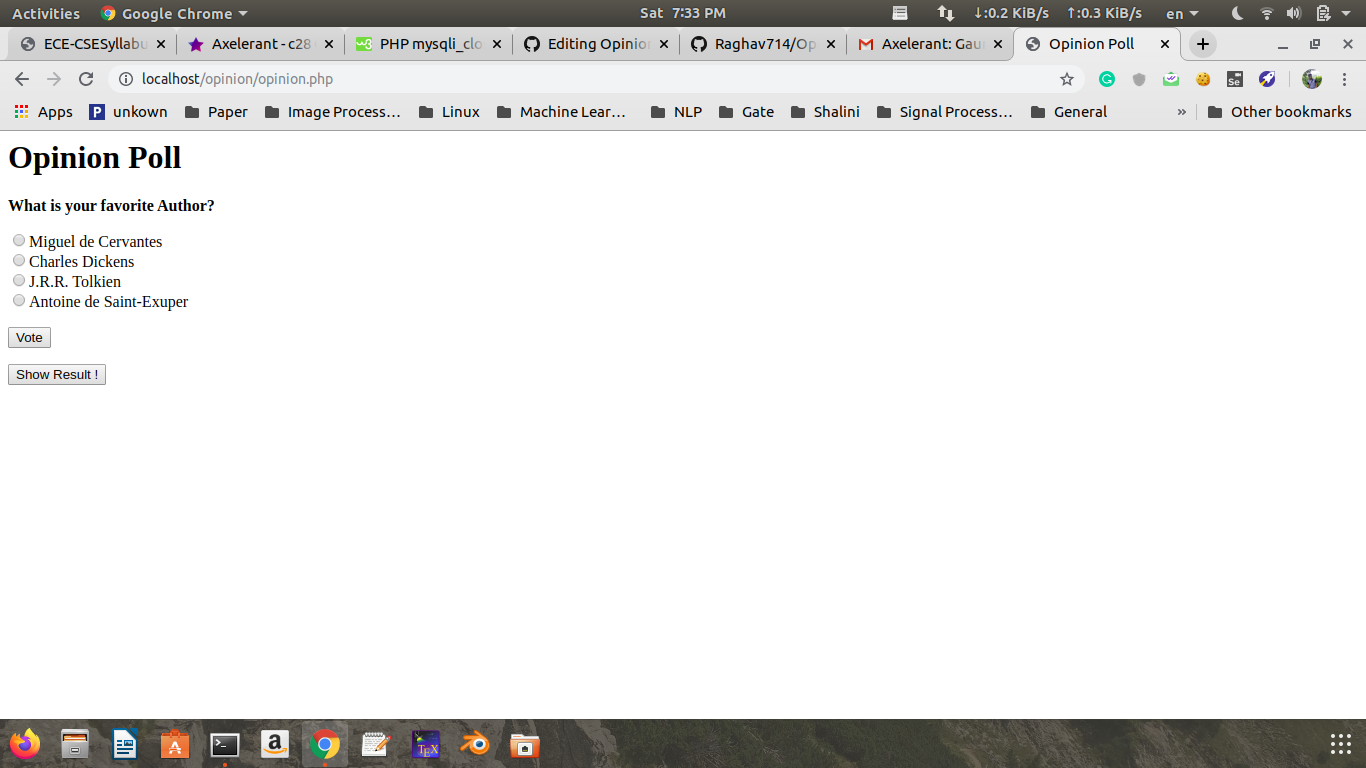 Activities Google Chrome Sat 7:33 PM ↓:0.2 KiB/s ↑:0.3 KiB/s en
ECE-CSESyllabu Axelerant - c28 PHP mysqli_clo Editing Opinion Raghav714/Op Axelerant: Gau Opinion Poll
localhost/opinion/opinion.php Se
Apps P unkown Paper Image Process… Linux Machine Lear… NLP Gate Shalini Signal Process… General » Other bookmarks
Opinion Poll
What is your favorite Author?
Miguel de Cervantes
Charles Dickens
J.R.R. Tolkien
Antoine de Saint-Exuper
Vote
Show Result !